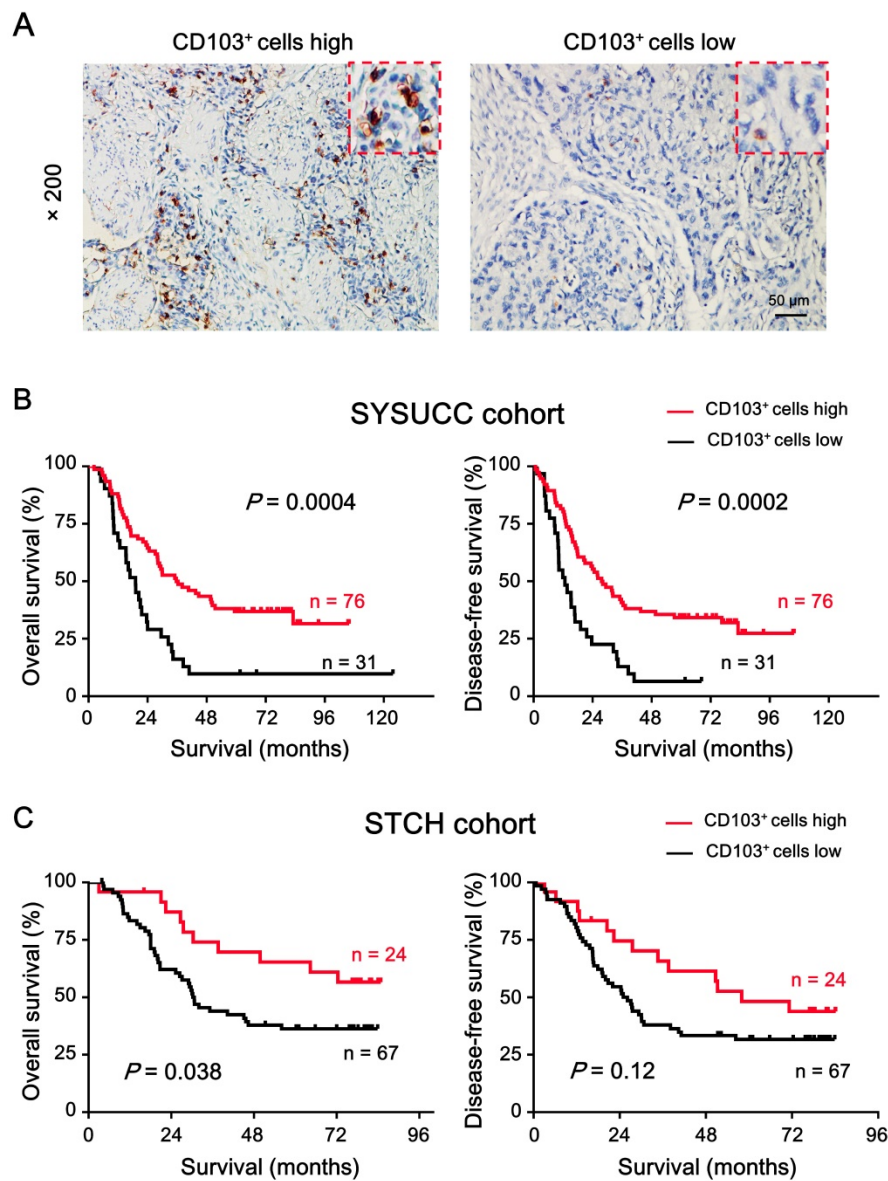 A
CD103+ cells high
CD103+ cells low
× 200
50 µm
B
SYSUCC cohort
CD103+ cells high
CD103+ cells low
Overall survival (%)
100
75
50
25
0
P = 0.0004
n = 76
n = 31
0 24 48 72 96 120
Survival (months)
Disease-free survival (%)
100
75
50
25
0
P = 0.0002
n = 76
n = 31
0 24 48 72 96 120
Survival (months)
C
STCH cohort
CD103+ cells high
CD103+ cells low
Overall survival (%)
100
75
50
25
0
n = 24
n = 67
P = 0.038
0 24 48 72 96
Survival (months)
Disease-free survival (%)
100
75
50
25
0
n = 24
n = 67
P = 0.12
0 24 48 72 96
Survival (months)